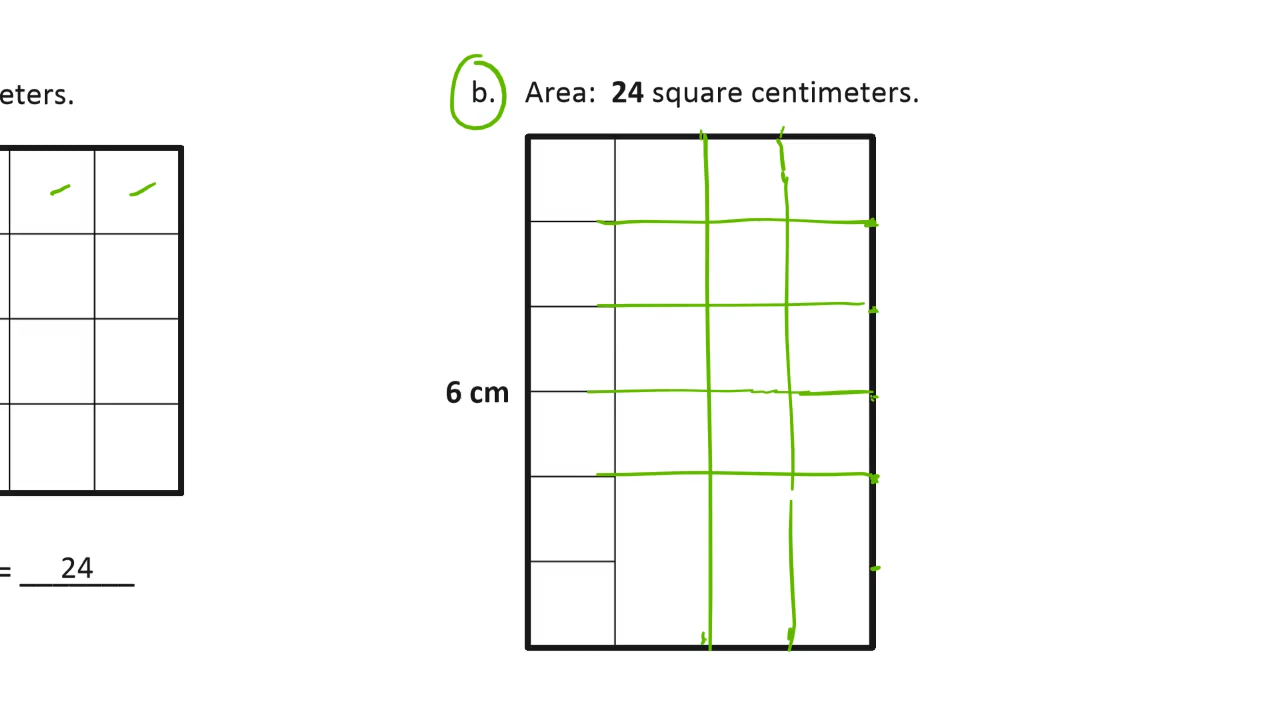 eters.
b. Area: 24 square centimeters.
6 cm
= 24